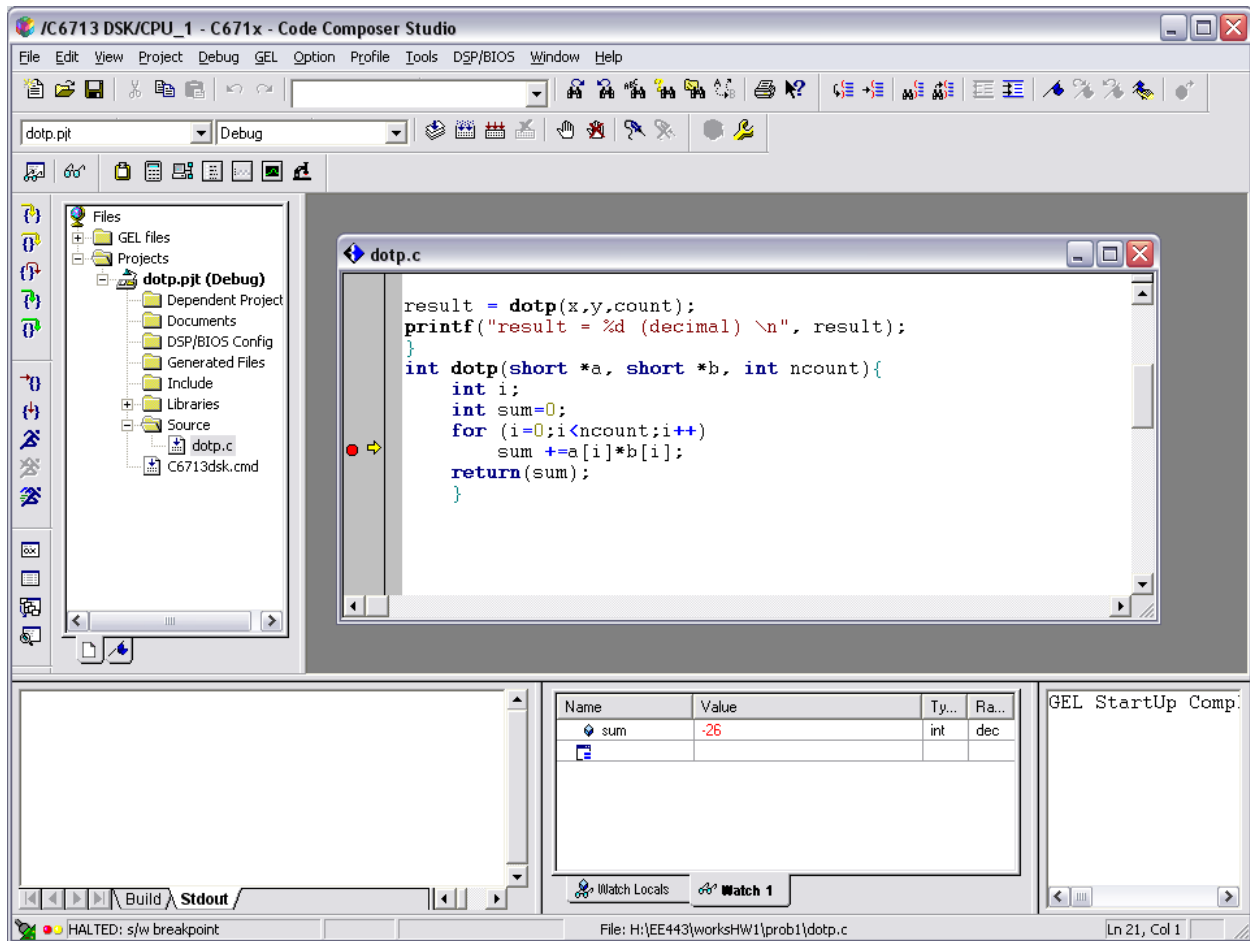 /C6713 DSK/CPU_1 - C671x - Code Composer Studio
File Edit View Project Debug GEL Option Profile Tools DSP/BIOS Window Help
dotp.pjt Debug
Files
GEL files
Projects
dotp.pjt (Debug)
Dependent Project
Documents
DSP/BIOS Config
Generated Files
Include
Libraries
Source
dotp.c
C6713dsk.cmd
dotp.c
result = dotp(x,y,count);
printf("result = %d (decimal) \n", result);
}
int dotp(short *a, short *b, int ncount){
int i;
int sum=0;
for (i=0;i<ncount;i++)
sum +=a[i]*b[i];
return(sum);
}
Build Stdout
Name Value Ty... Ra...
sum -26 int dec
Watch Locals Watch 1
GEL StartUp Comp
HALTED: s/w breakpoint File: H:\EE443\worksHW1\prob1\dotp.c Ln 21, Col 1